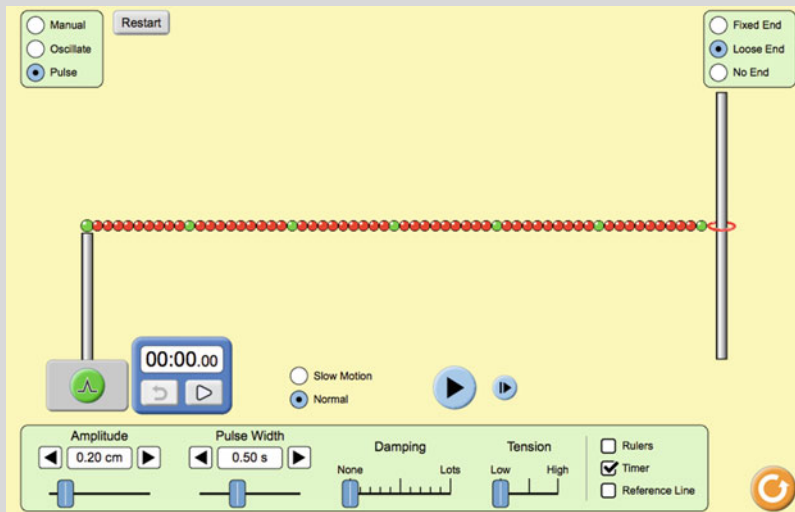 Manual
Oscillate
Pulse
Restart
Fixed End
Loose End
No End
00:00.00
Slow Motion
Normal
Amplitude
0.20 cm
Pulse Width
0.50 s
Damping
None Lots
Tension
Low High
Rulers
Timer
Reference Line